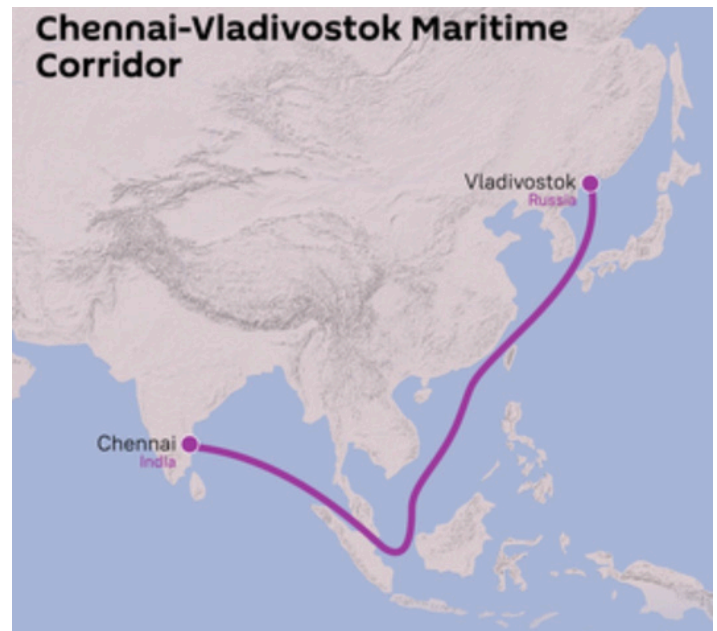 Chennai-Vladivostok Maritime
Corridor
Vladivostok
Russia
Chennai
India